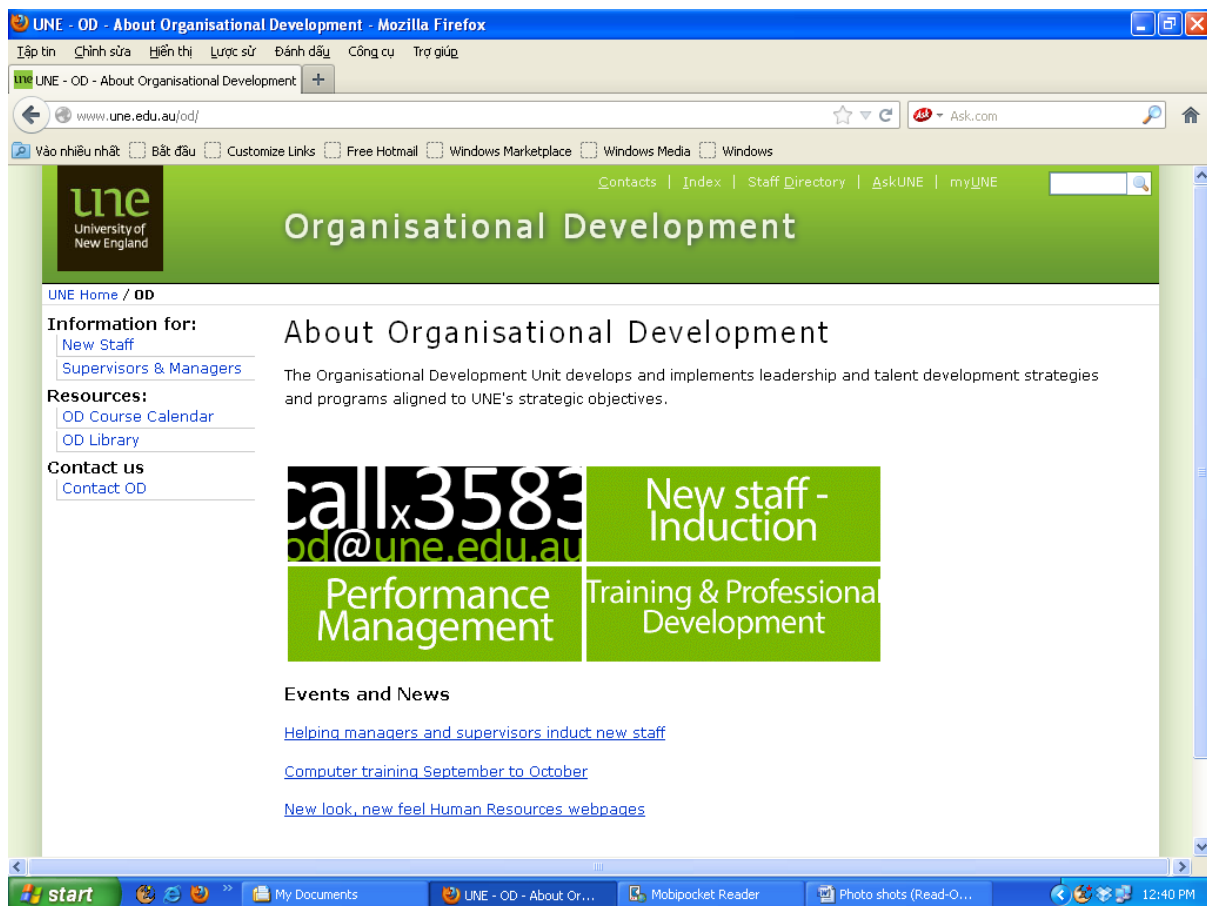 UNE - OD - About Organisational Development - Mozilla Firefox
Tập tin Chỉnh sửa Hiển thị Lược sử Đánh dấu Công cụ Trợ giúp
une UNE - OD - About Organisational Development +
www.une.edu.au/od/
Ask Ask.com
Vào nhiều nhất Bắt đầu Customize Links Free Hotmail Windows Marketplace Windows Media Windows
Contacts | Index | Staff Directory | AskUNE | myUNE
une
University of
New England
Organisational Development
UNE Home / OD
Information for:
New Staff
Supervisors & Managers
Resources:
OD Course Calendar
OD Library
Contact us
Contact OD
About Organisational Development
The Organisational Development Unit develops and implements leadership and talent development strategies
and programs aligned to UNE's strategic objectives.
call x3583
od@une.edu.au
New staff -
Induction
Performance
Management
Training & Professional
Development
Events and News
Helping managers and supervisors induct new staff
Computer training September to October
New look, new feel Human Resources webpages
start My Documents UNE - OD - About Or... Mobipocket Reader Photo shots (Read-O... 12:40 PM